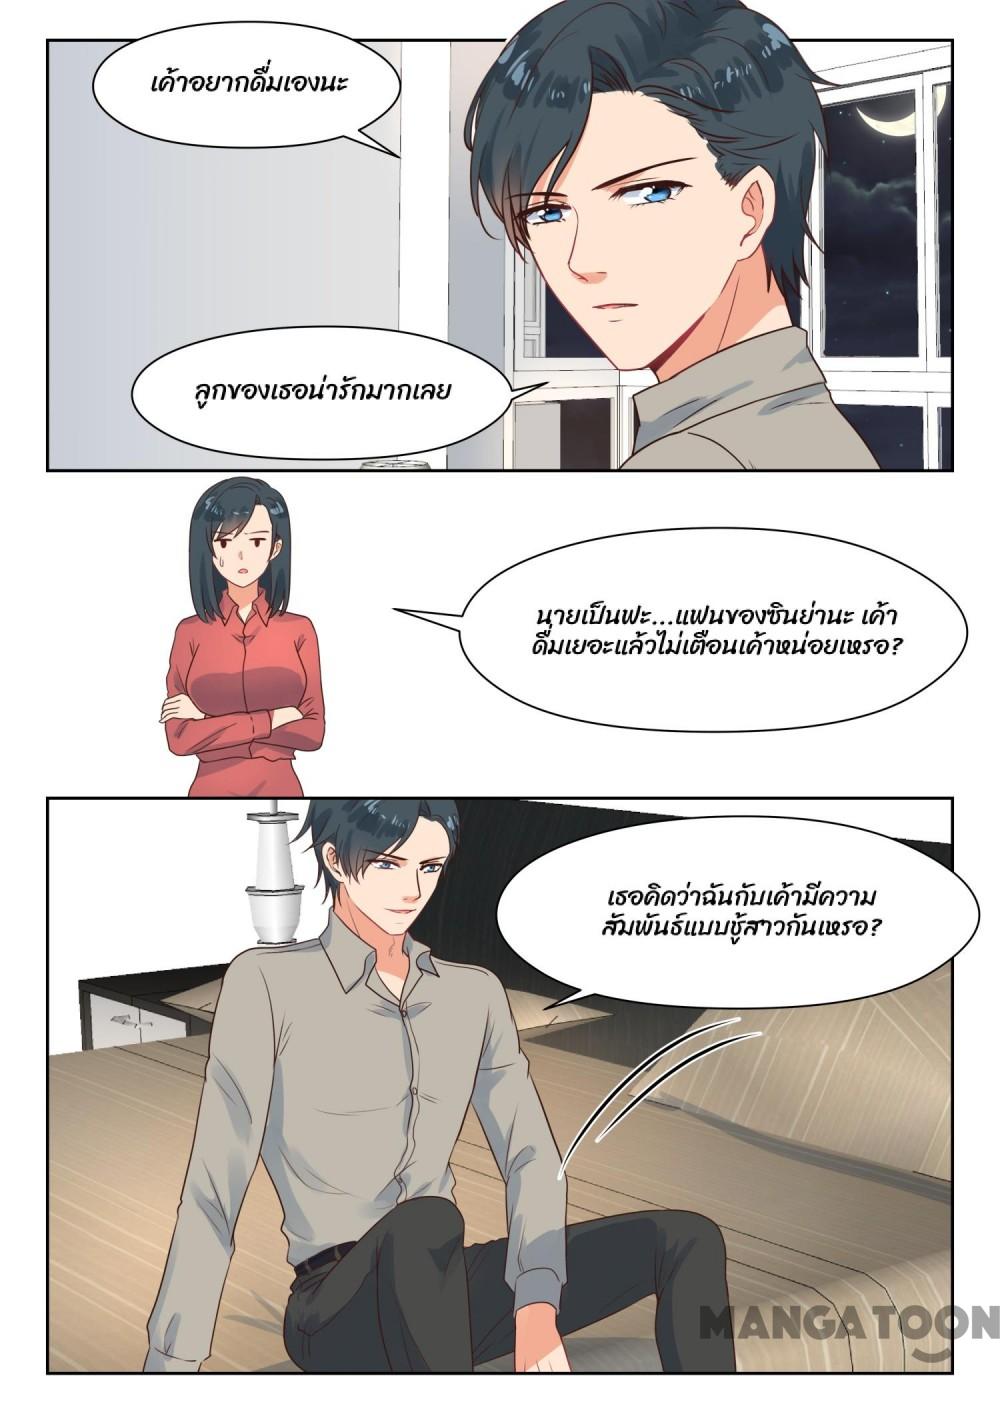 เค้าอยากดื่มเองนะ
ลูกของเธอน่ารักมากเลย
นายเป็นฟะ...แฟนของซินย่านะ เค้า
ดื่มเยอะแล้วไม่เตือนเค้าหน่อยเหรอ?
เธอคิดว่าฉันกับเค้ามีความ
สัมพันธ์แบบชู้สาวกันเหรอ?
MANGATOON